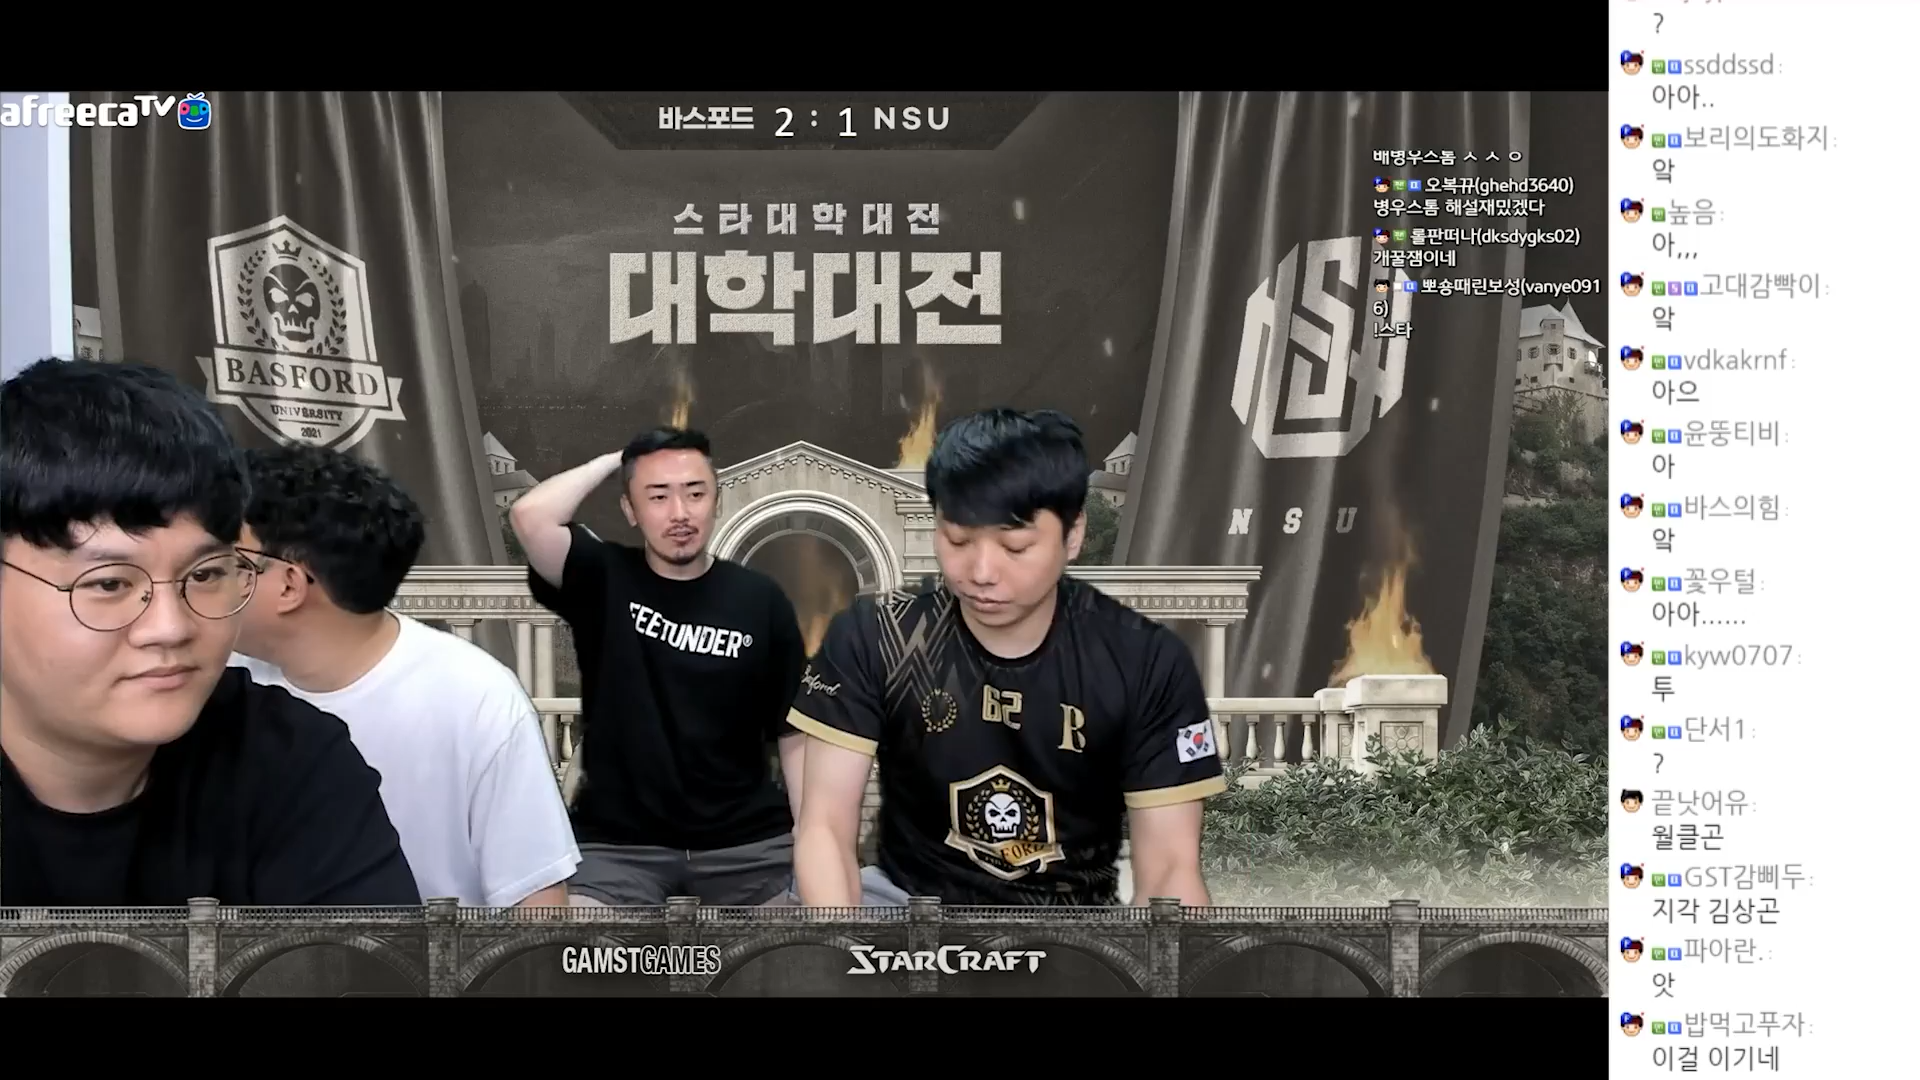 afreecaTV
바스포드 2 : 1 NSU
스타대학대전
대학대전
BASFORD
UNIVERSITY
2021
NSU
N S U
배병우스톰 ㅅ ㅅ ㅇ
오복뀨(ghehd3640)
병우스톰 해설재밌겠다
롤판떠나(dksdygks02)
개꿀잼이네
뽀숑때린보성(vanye091
6)
!스타
FEETUNDER®
Basford
62
B
GAMSTGAMES
STARCRAFT
?
ssddssd:
아아..
보리의도화지:
악
높음:
아,,,
고대감빡이:
악
vdkakrnf:
아으
윤뚱티비:
아
바스의힘:
악
꽃우털:
아아......
kyw0707:
투
단서1:
?
끝낫어유:
월클곤
GST감삐두:
지각 김상곤
파아란.:
앗
밥먹고푸자:
이걸 이기네